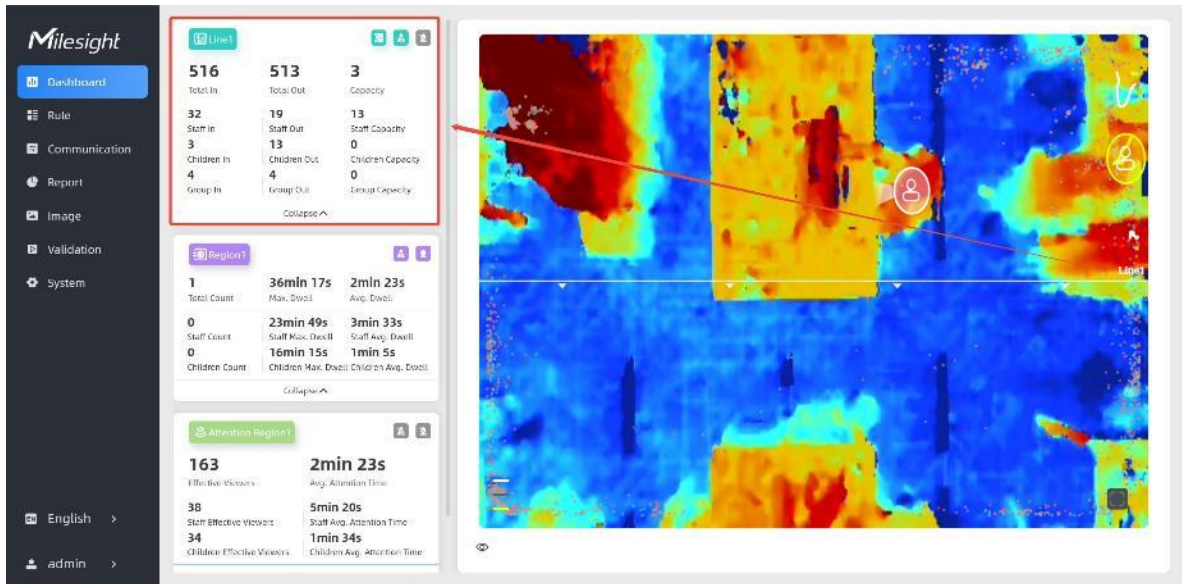 Milesight
Dashboard
Rule
Communication
Report
Image
Validation
System
English >
admin >
Line1
516 513 3
Total In Total Out Capacity
32 19 13
Staff In Staff Out Staff Capacity
3 13 0
Children In Children Out Children Capacity
4 4 0
Group In Group Out Group Capacity
Collapse
Region1
1 36min 17s 2min 23s
Total Count Max. Dwell Avg. Dwell
0 23min 49s 3min 33s
Staff Count Staff Max. Dwell Staff Avg. Dwell
0 16min 15s 1min 5s
Children Count Children Max. Dwell Children Avg. Dwell
Collapse
Attention Region1
163 2min 23s
Effective Viewers Avg. Attention Time
38 5min 20s
Staff Effective Viewers Staff Avg. Attention Time
34 1min 34s
Children Effective Viewers Children Avg. Attention Time
Line1